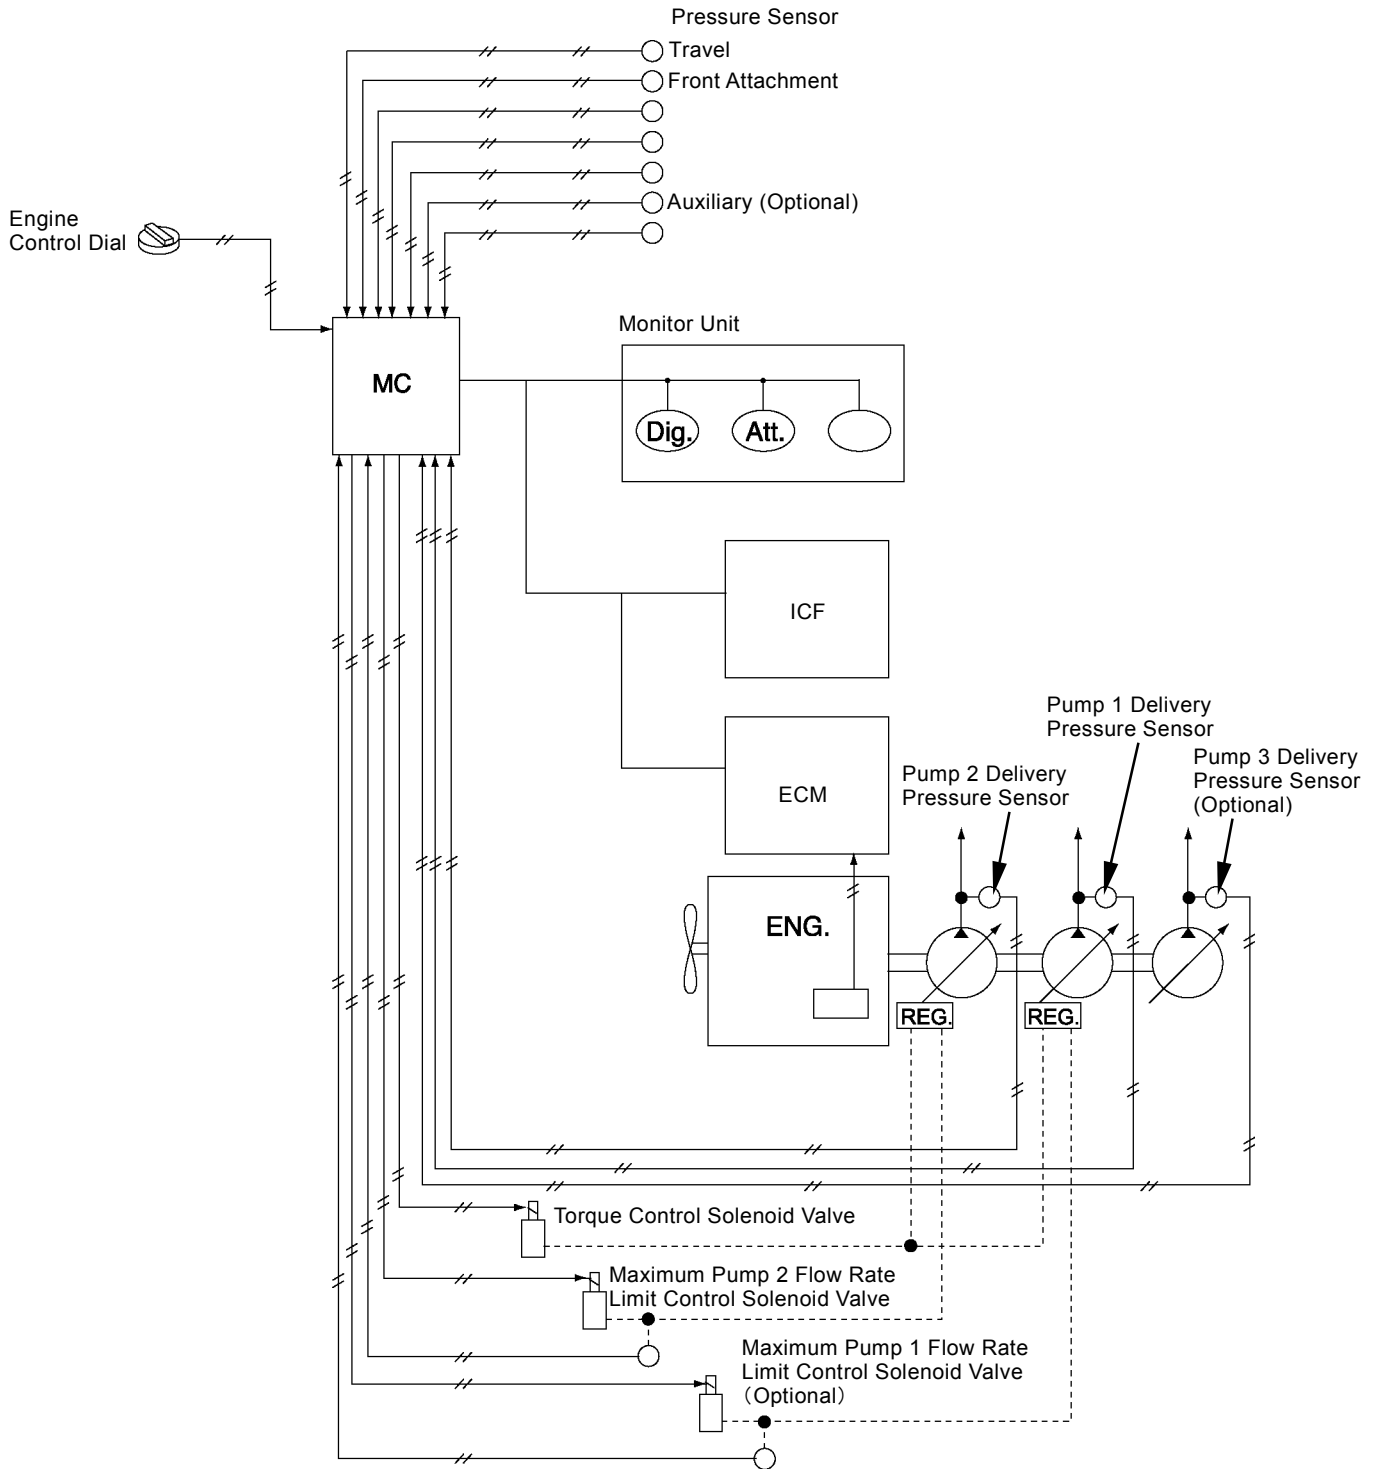 Pressure Sensor
Travel
Front Attachment
Auxiliary (Optional)
Engine
Control Dial
MC
Monitor Unit
Dig.
Att.
ICF
ECM
Pump 1 Delivery
Pressure Sensor
Pump 2 Delivery
Pressure Sensor
Pump 3 Delivery
Pressure Sensor
(Optional)
ENG.
REG.
REG.
Torque Control Solenoid Valve
Maximum Pump 2 Flow Rate
Limit Control Solenoid Valve
Maximum Pump 1 Flow Rate
Limit Control Solenoid Valve
（Optional）